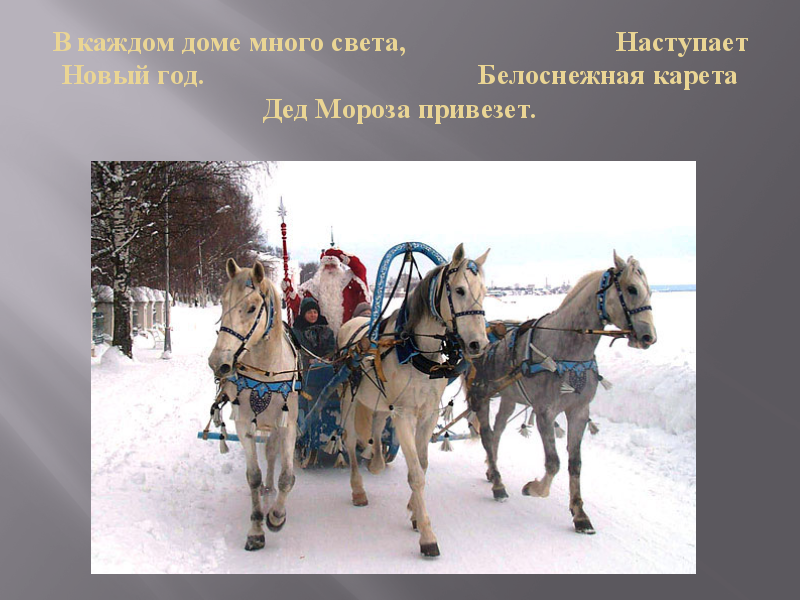 В каждом доме много света, Наступает
Новый год. Белоснежная карета
Дед Мороза привезет.